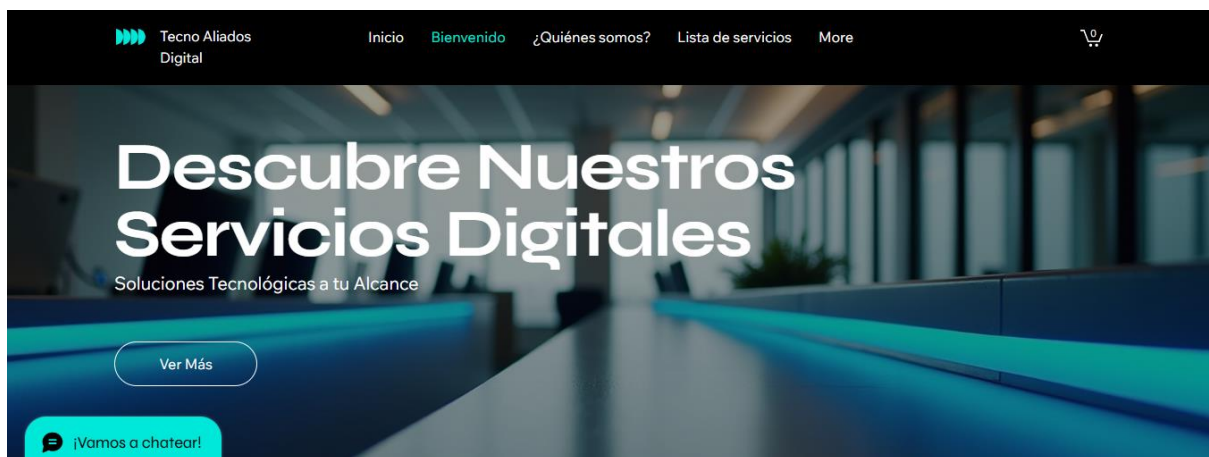 Tecno Aliados
Digital
Inicio
Bienvenido
¿Quiénes somos?
Lista de servicios
More
0
Descubre Nuestros
Servicios Digitales
Soluciones Tecnológicas a tu Alcance
Ver Más
¡Vamos a chatear!